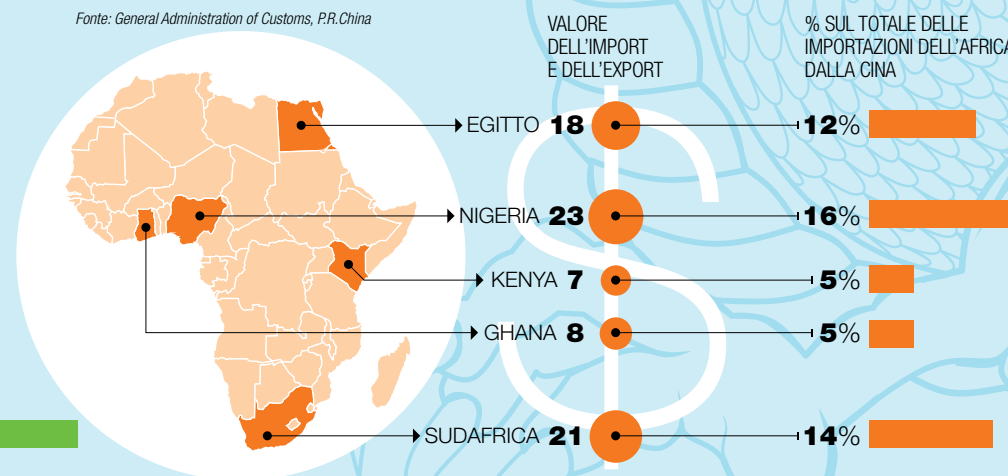 Fonte: General Administration of Customs, P.R.China
VALORE
DELL'IMPORT
E DELL'EXPORT
% SUL TOTALE DELLE
IMPORTAZIONI DELL'AFRICA
DALLA CINA
EGITTO 18 12%
NIGERIA 23 16%
KENYA 7 5%
GHANA 8 5%
SUDAFRICA 21 14%